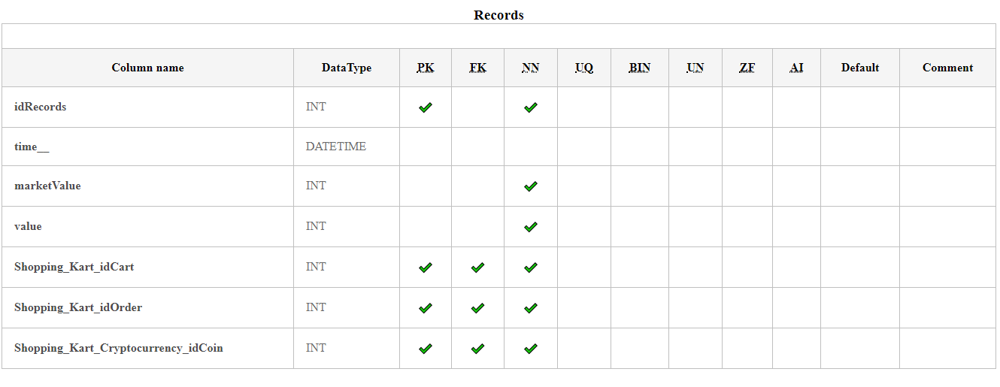 Records
Column name DataType PK FK NN UQ BIN UN ZF AI Default Comment
idRecords INT ✔ ✔
time__ DATETIME
marketValue INT ✔
value INT ✔
Shopping_Kart_idCart INT ✔ ✔ ✔
Shopping_Kart_idOrder INT ✔ ✔ ✔
Shopping_Kart_Cryptocurrency_idCoin INT ✔ ✔ ✔